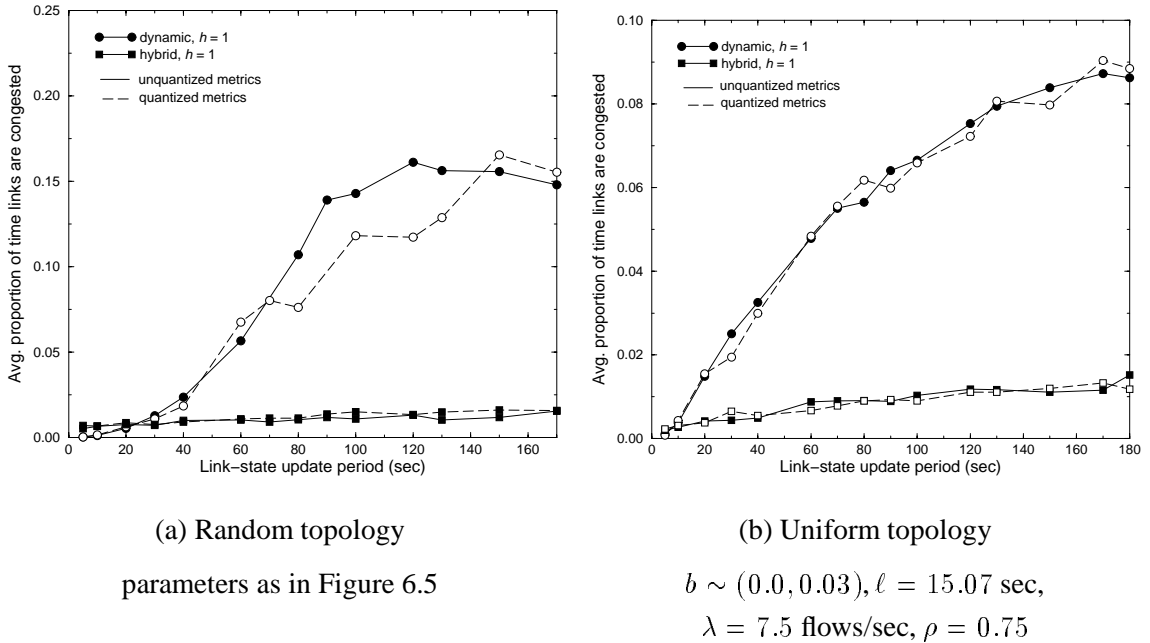 0.25
0.20
0.15
0.10
0.05
0.00
Avg. proportion of time links are congested
dynamic, h = 1
hybrid, h = 1
unquantized metrics
quantized metrics
0 20 40 60 80 100 120 140 160
Link−state update period (sec)
(a) Random topology
parameters as in Figure 6.5
0.10
0.08
0.06
0.04
0.02
0.00
Avg. proportion of time links are congested
dynamic, h = 1
hybrid, h = 1
unquantized metrics
quantized metrics
0 20 40 60 80 100 120 140 160 180
Link−state update period (sec)
(b) Uniform topology
b ∼ (0.0, 0.03), ℓ = 15.07 sec,
λ = 7.5 flows/sec, ρ = 0.75